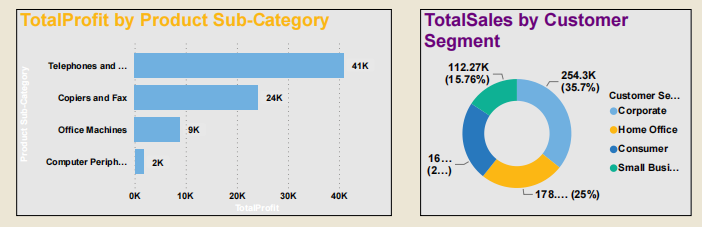 TotalProfit by Product Sub-Category
Product Sub-Category
Telephones and ...
41K
Copiers and Fax
24K
Office Machines
9K
Computer Periph...
2K
0K 10K 20K 30K 40K
TotalProfit
TotalSales by Customer
Segment
112.27K
(15.76%)
254.3K
(35.7%)
16...
(2...)
178.... (25%)
Customer Se...
Corporate
Home Office
Consumer
Small Busi...